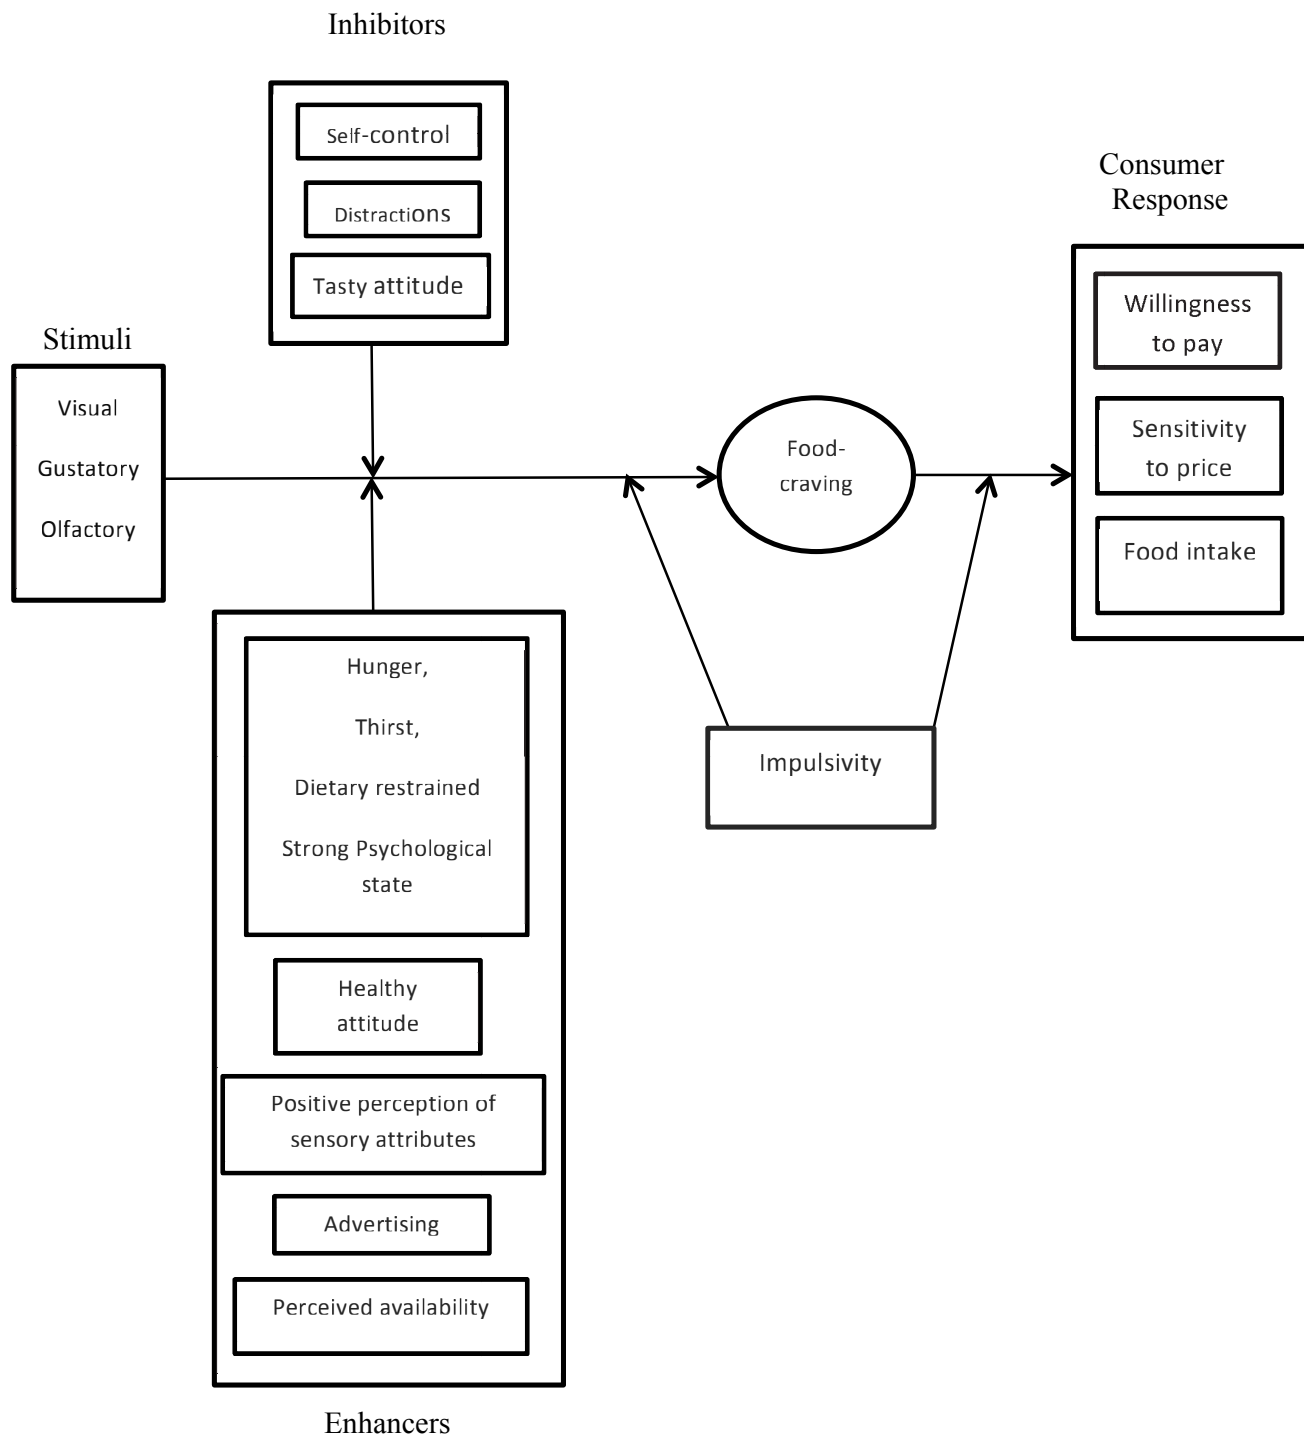 Inhibitors
Self-control
Distractions
Tasty attitude
Stimuli
Visual
Gustatory
Olfactory
Food-
craving
Consumer
Response
Willingness
to pay
Sensitivity
to price
Food intake
Impulsivity
Hunger,
Thirst,
Dietary restrained
Strong Psychological
state
Healthy
attitude
Positive perception of
sensory attributes
Advertising
Perceived availability
Enhancers